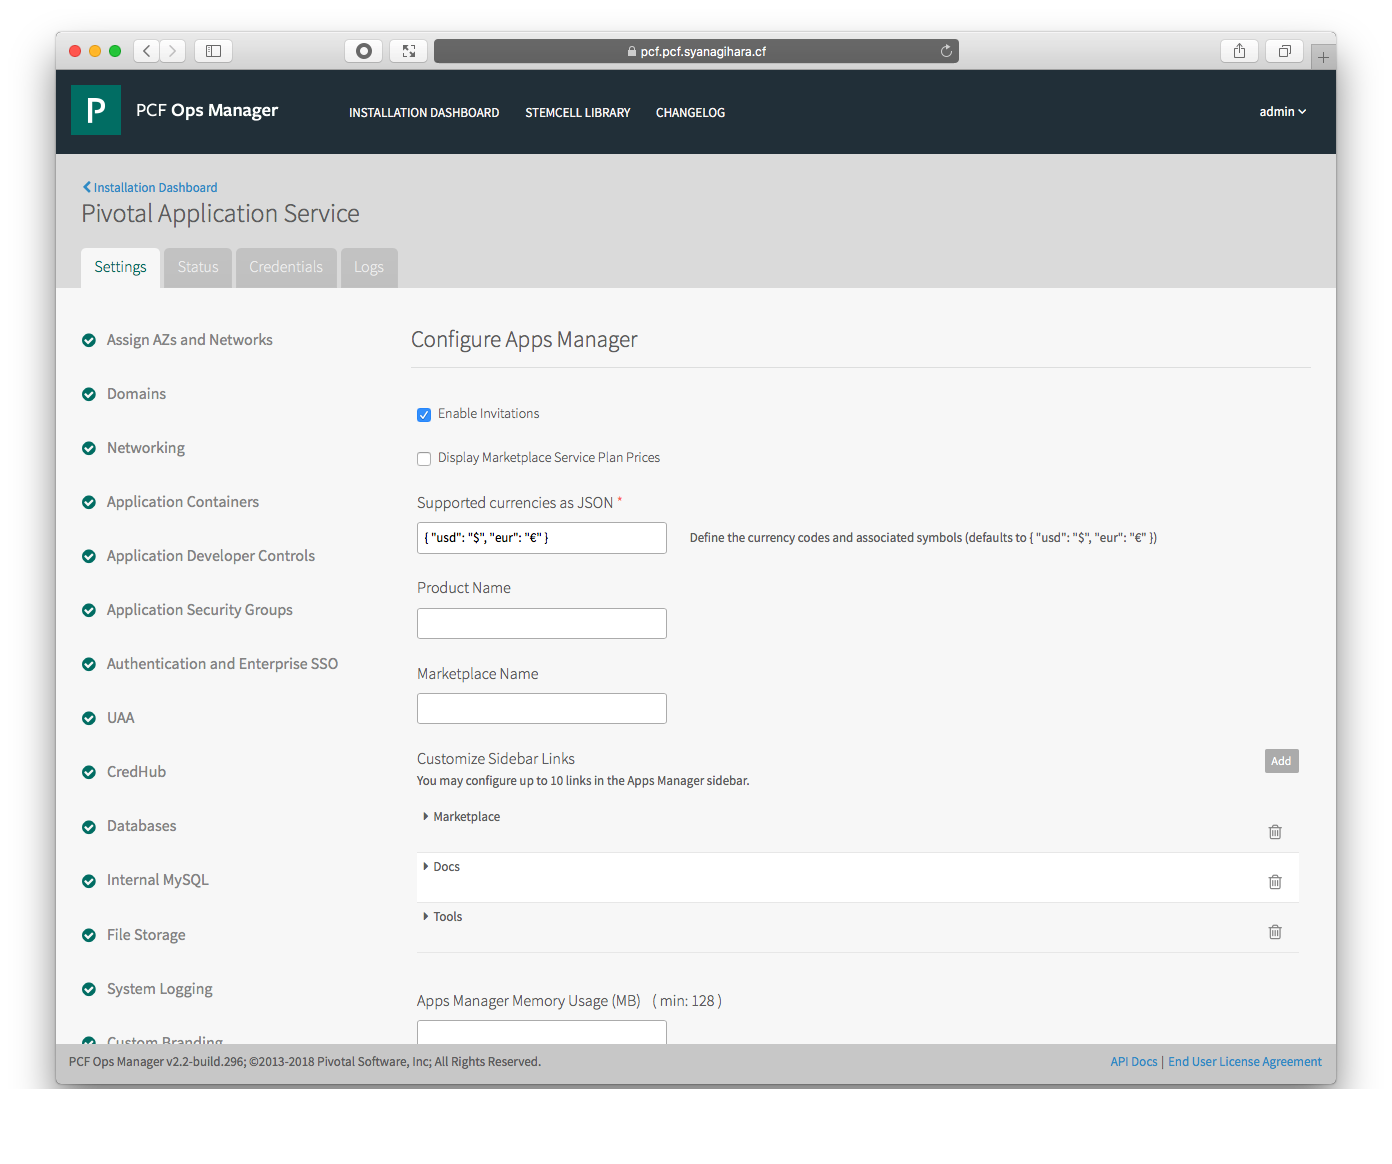 pcf.pcf.syanagihara.cf
P
PCF Ops Manager
INSTALLATION DASHBOARD
STEMCELL LIBRARY
CHANGELOG
admin
Installation Dashboard
Pivotal Application Service
Settings
Status
Credentials
Logs
Assign AZs and Networks
Domains
Networking
Application Containers
Application Developer Controls
Application Security Groups
Authentication and Enterprise SSO
UAA
CredHub
Databases
Internal MySQL
File Storage
System Logging
Custom Branding
Configure Apps Manager
Enable Invitations
Display Marketplace Service Plan Prices
Supported currencies as JSON *
{ "usd": "$", "eur": "€" }
Define the currency codes and associated symbols (defaults to { "usd": "$", "eur": "€" })
Product Name
Marketplace Name
Customize Sidebar Links
Add
You may configure up to 10 links in the Apps Manager sidebar.
Marketplace
Docs
Tools
Apps Manager Memory Usage (MB) ( min: 128 )
PCF Ops Manager v2.2-build.296; ©2013-2018 Pivotal Software, Inc; All Rights Reserved.
API Docs | End User License Agreement